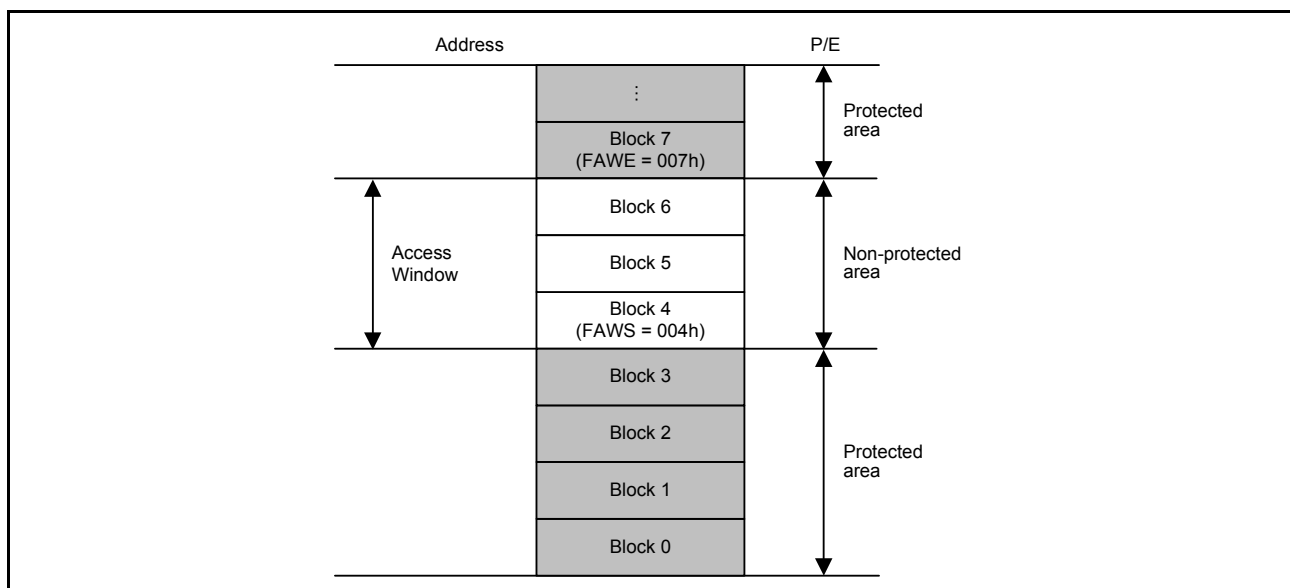 Address
P/E
⋮
Protected
area
Block 7
(FAWE = 007h)
Block 6
Access
Window
Block 5
Non-protected
area
Block 4
(FAWS = 004h)
Block 3
Block 2
Protected
area
Block 1
Block 0